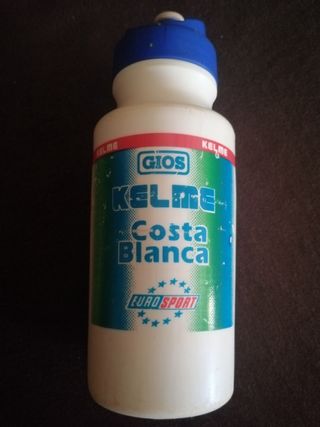 KELME KELME
GIOS
KELME
Costa
Blanca
EUROSPORT